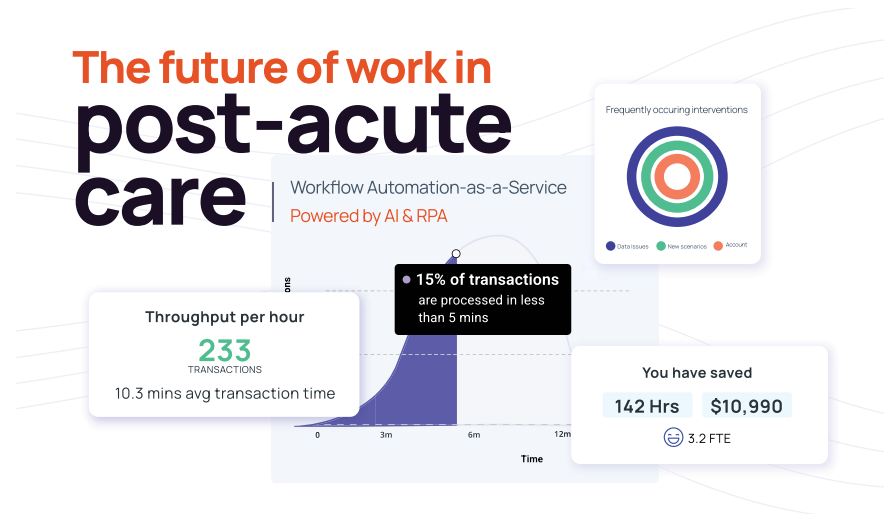 The future of work in
post-acute
care
Workflow Automation-as-a-Service
Powered by AI & RPA
Frequently occuring interventions
Data issues
New scenarios
Account
15% of transactions
are processed in less
than 5 mins
Throughput per hour
233
TRANSACTIONS
10.3 mins avg transaction time
0
3m
6m
12m
Time
You have saved
142 Hrs
$10,990
3.2 FTE